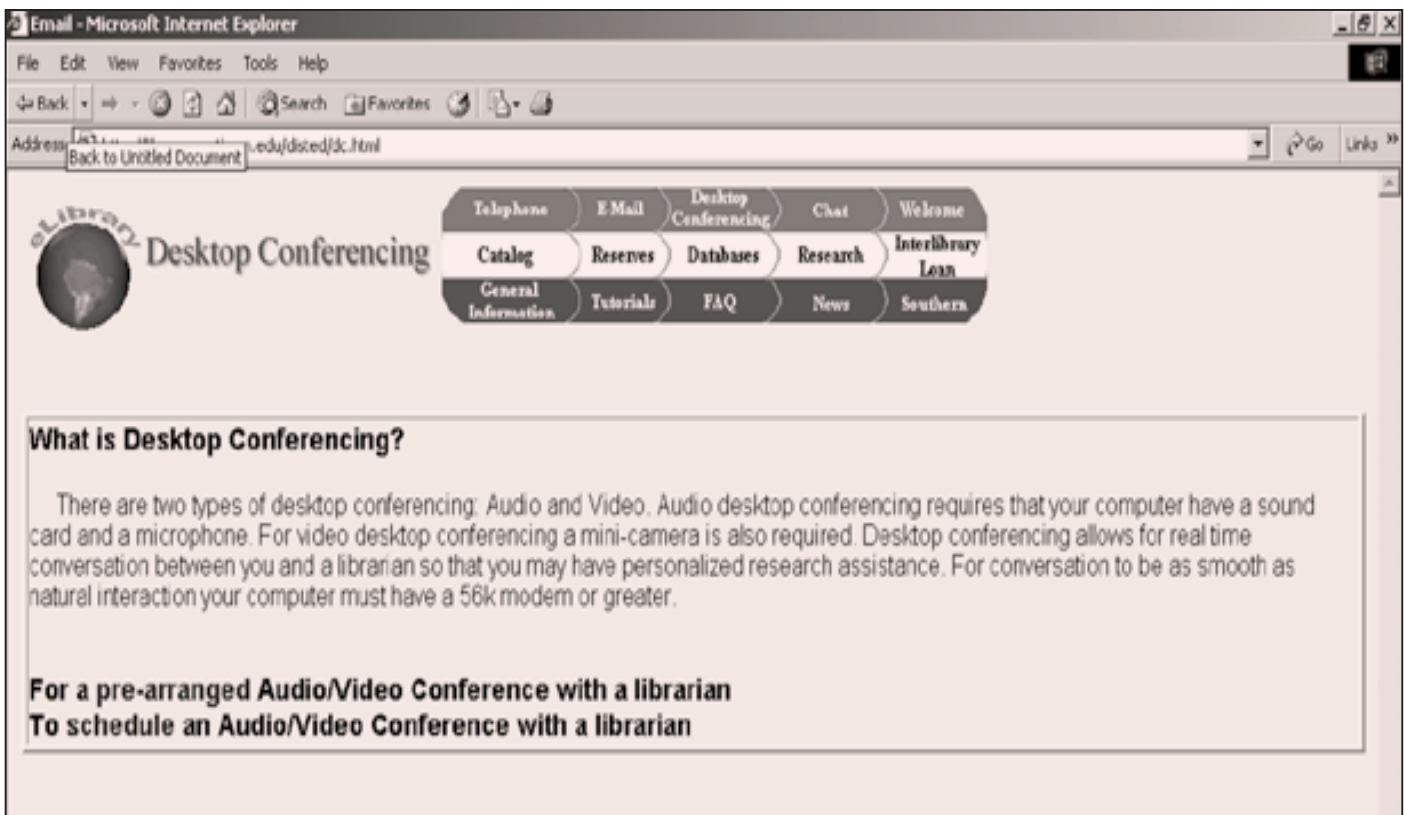 Email - Microsoft Internet Explorer
File Edit View Favorites Tools Help
Back Search Favorites
Address .edu/disted/dc.html Go Links »
Back to Untitled Document
eLibrary
Desktop Conferencing
Telephone E-Mail Desktop Conferencing Chat Welcome
Catalog Reserves Databases Research Interlibrary Loan
General Information Tutorials FAQ News Southern
What is Desktop Conferencing?
There are two types of desktop conferencing: Audio and Video. Audio desktop conferencing requires that your computer have a sound
card and a microphone. For video desktop conferencing a mini-camera is also required. Desktop conferencing allows for real time
conversation between you and a librarian so that you may have personalized research assistance. For conversation to be as smooth as
natural interaction your computer must have a 56k modem or greater.
For a pre-arranged Audio/Video Conference with a librarian
To schedule an Audio/Video Conference with a librarian